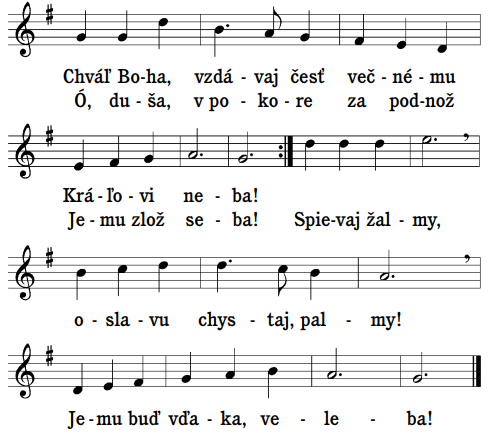 Chváľ Bo-ha, vzdá-vaj česť več-né-mu
Ó, du-ša, v po-ko-re za pod-nož
Krá-ľo-vi ne-ba!
Je-mu zlož se-ba! Spie-vaj žal-my,
o-sla-vu chys-taj, pal-my!
Je-mu buď vďa-ka, ve-le-ba!